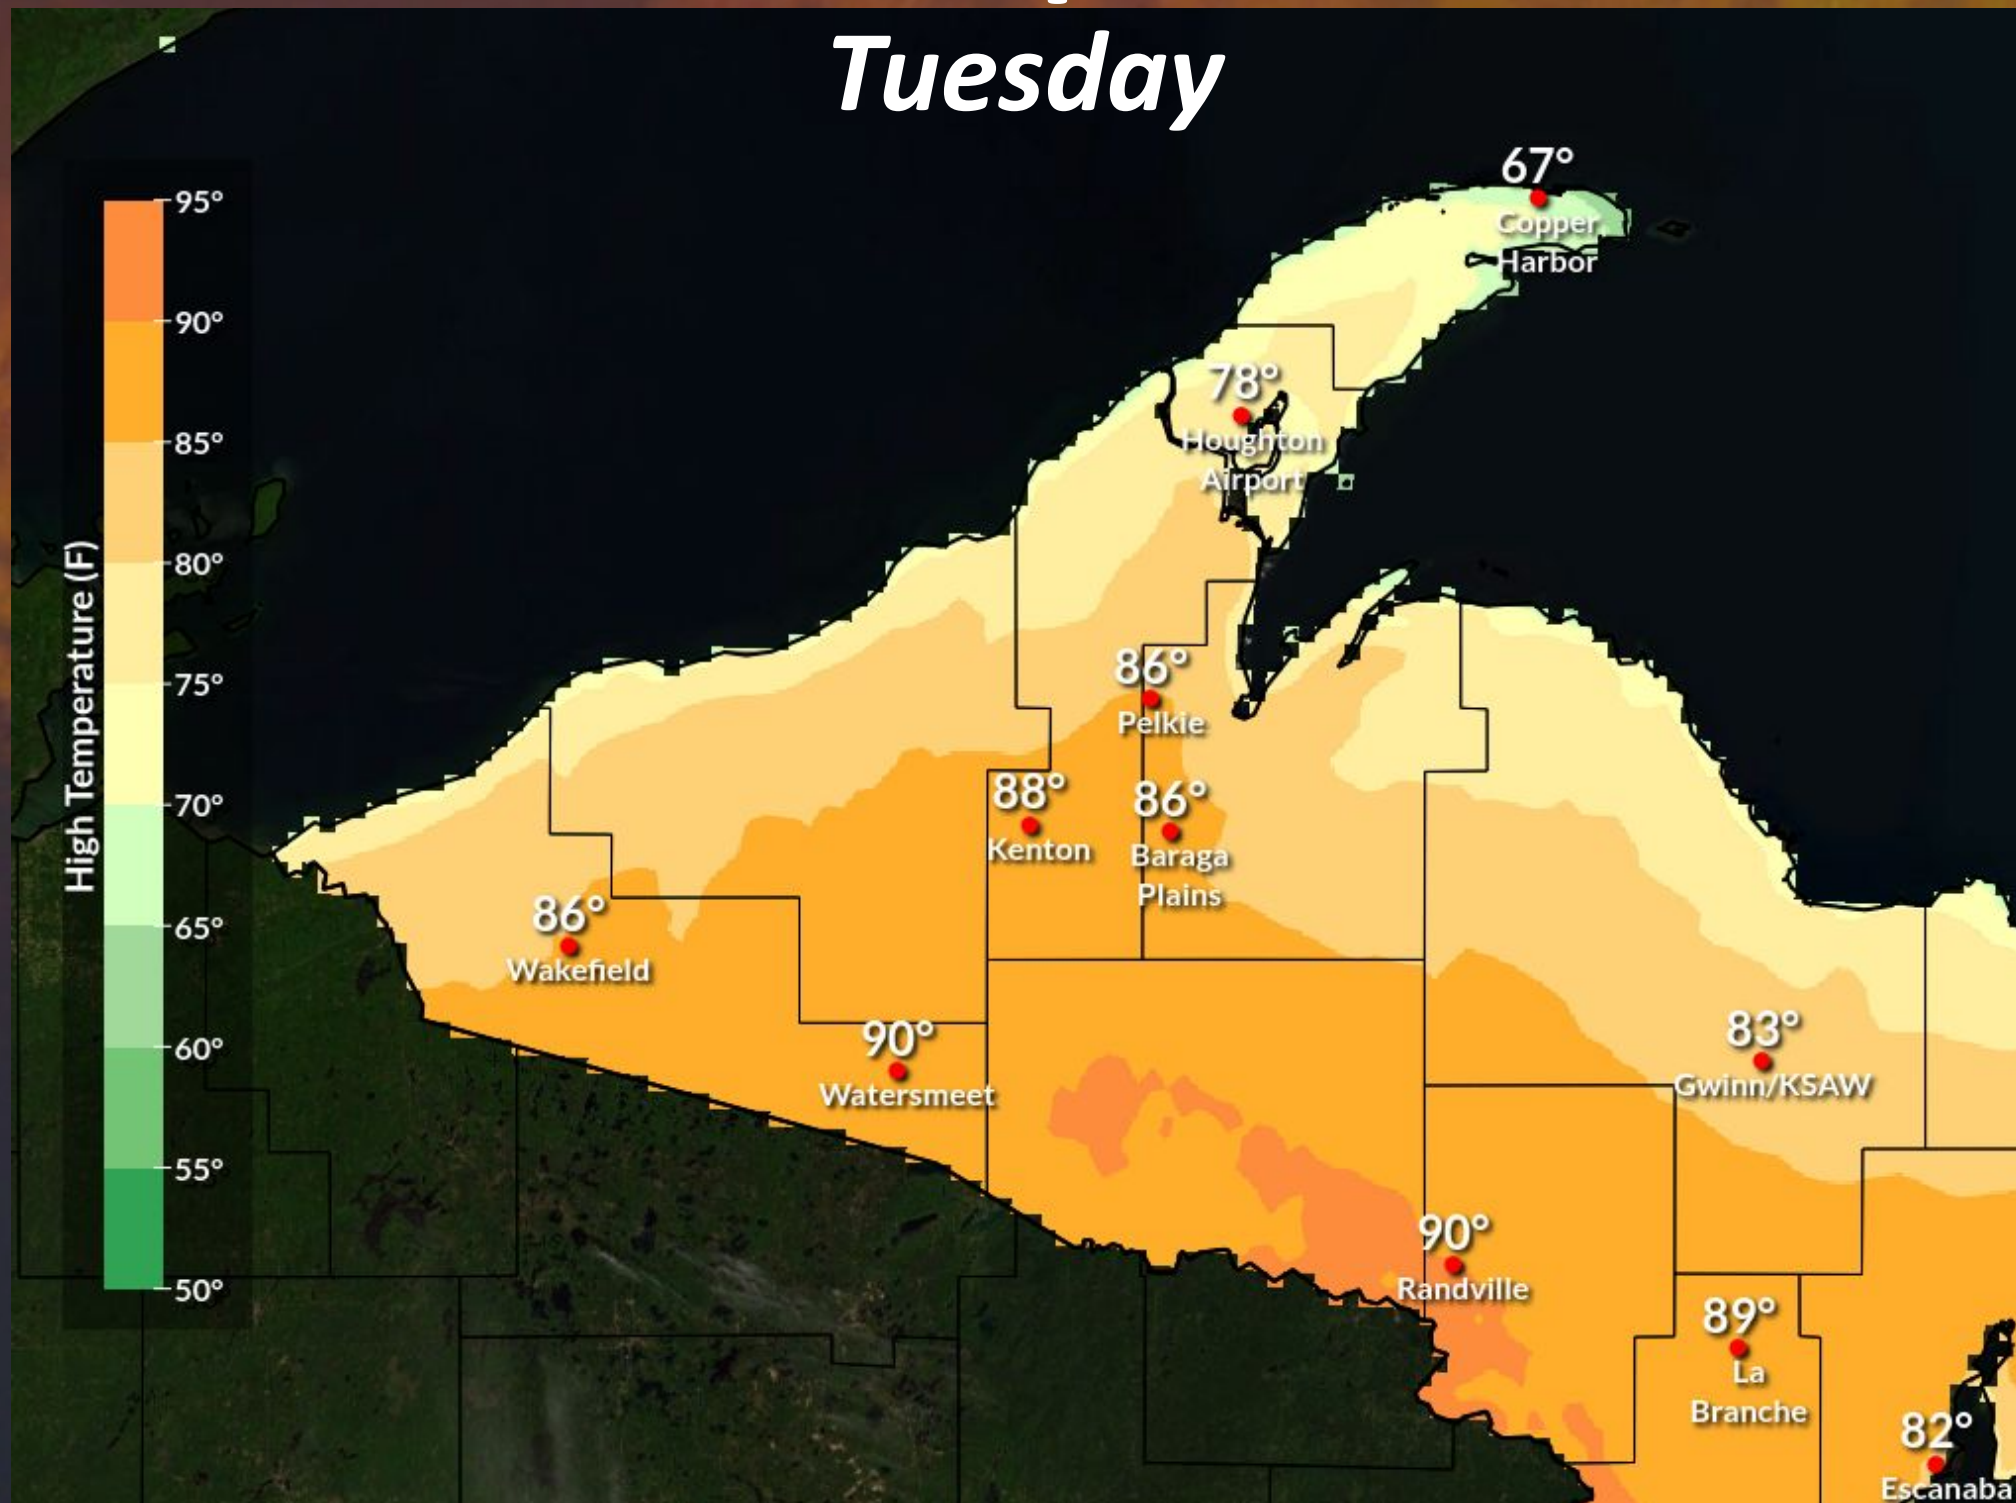 Tuesday
95°
90°
85°
80°
75°
70°
65°
60°
55°
50°
High Temperature (F)
67°
Copper
Harbor
78°
Houghton
Airport
86°
Pelkie
88°
Kenton
86°
Baraga
Plains
86°
Wakefield
90°
Watersmeet
83°
Gwinn/KSAW
90°
Randville
89°
La
Branche
82°
Escanaba